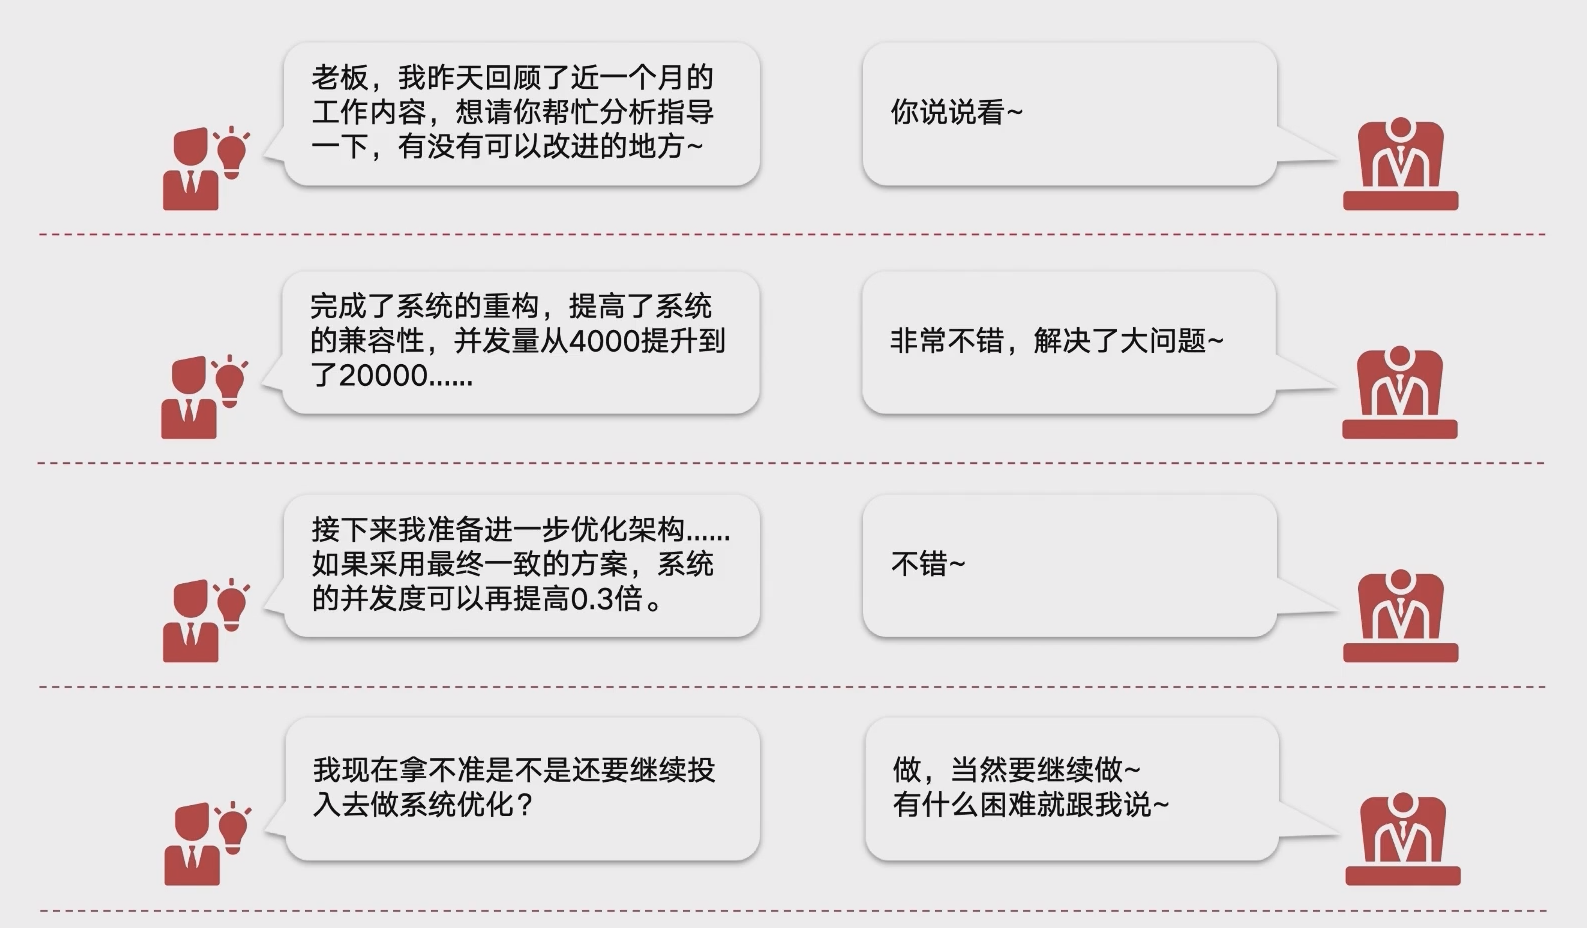 老板，我昨天回顾了近一个月的
工作内容，想请你帮忙分析指导
一下，有没有可以改进的地方~
你说说看~
完成了系统的重构，提高了系统
的兼容性，并发量从4000提升到
了20000......
非常不错，解决了大问题~
接下来我准备进一步优化架构......
如果采用最终一致的方案，系统
的并发度可以再提高0.3倍。
不错~
我现在拿不准是不是还要继续投
入去做系统优化？
做，当然要继续做~
有什么困难就跟我说~